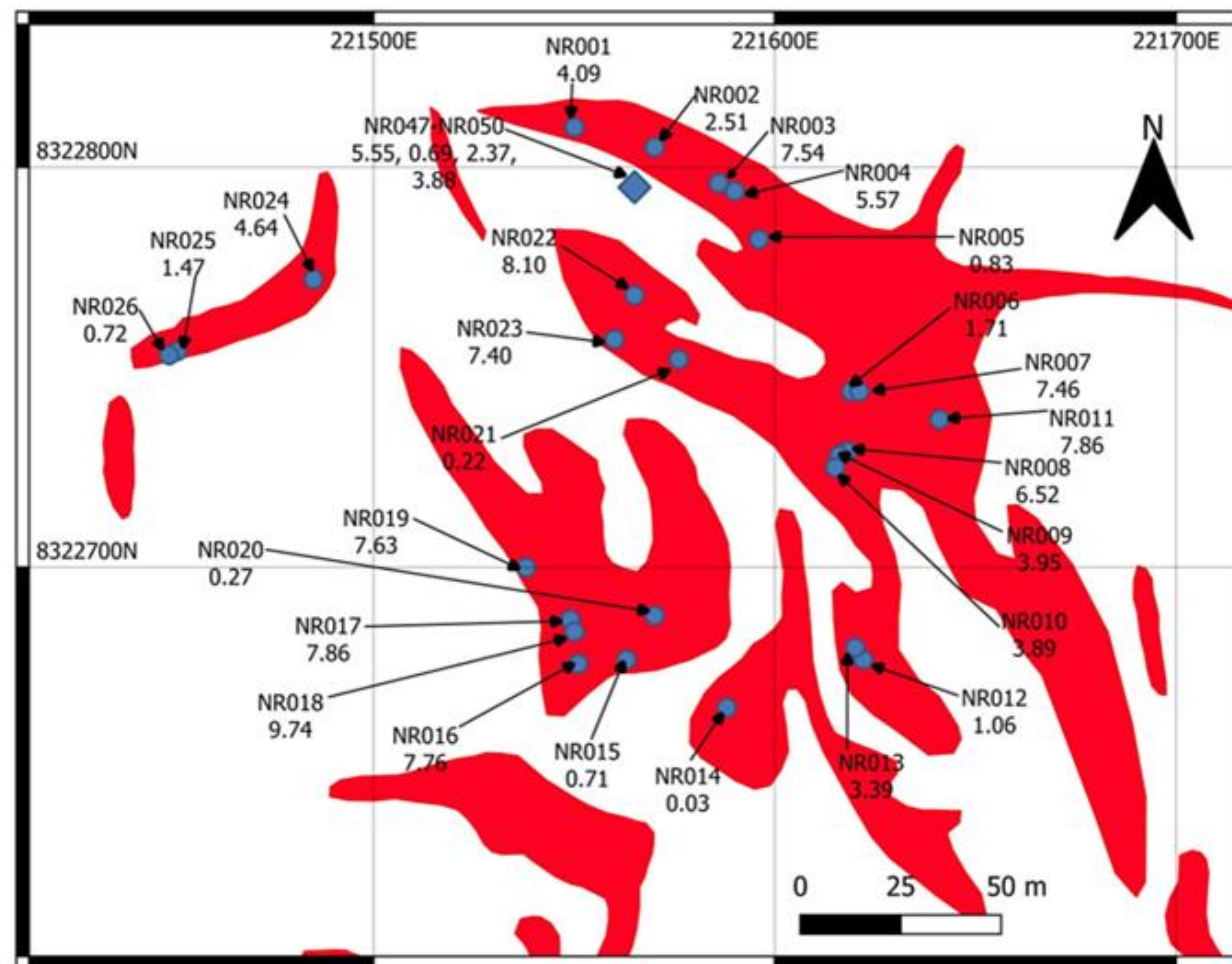 221500E
221600E
221700E
NR001
4.09
NR002
2.51
NR047-NR050
5.55, 0.69, 2.37,
3.88
NR003
7.54
N
8322800N
NR004
5.57
NR024
4.64
NR025
1.47
NR022
8.10
NR005
0.83
NR026
0.72
NR006
1.71
NR023
7.40
NR007
7.46
NR011
7.86
NR021
0.22
NR008
6.52
NR019
7.63
NR009
3.95
8322700N
NR020
0.27
NR017
7.86
NR010
3.89
NR018
9.74
NR012
1.06
NR016
7.76
NR015
0.71
NR014
0.03
NR013
3.39
0 25 50 m